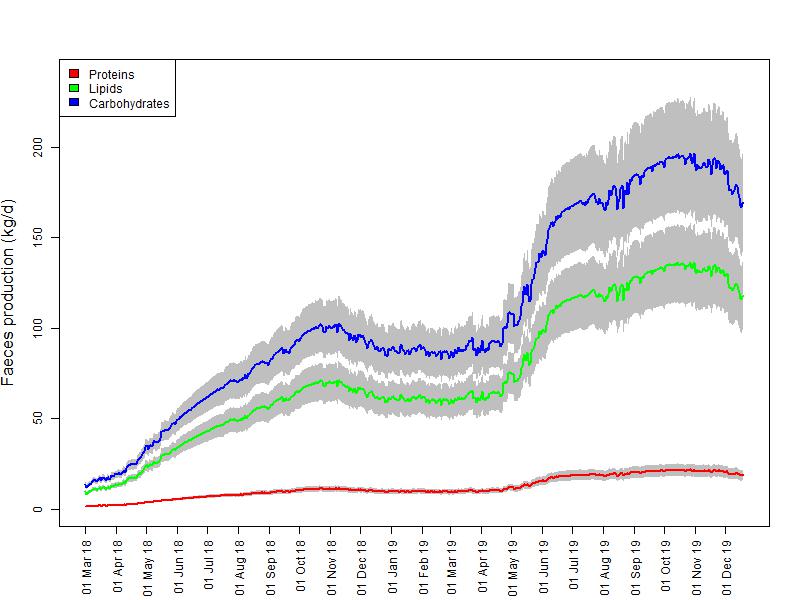 Proteins
Lipids
Carbohydrates
Faeces production (kg/d)
200
150
100
50
0
01 Mar 18
01 Apr 18
01 May 18
01 Jun 18
01 Jul 18
01 Aug 18
01 Sep 18
01 Oct 18
01 Nov 18
01 Dec 18
01 Jan 19
01 Feb 19
01 Mar 19
01 Apr 19
01 May 19
01 Jun 19
01 Jul 19
01 Aug 19
01 Sep 19
01 Oct 19
01 Nov 19
01 Dec 19